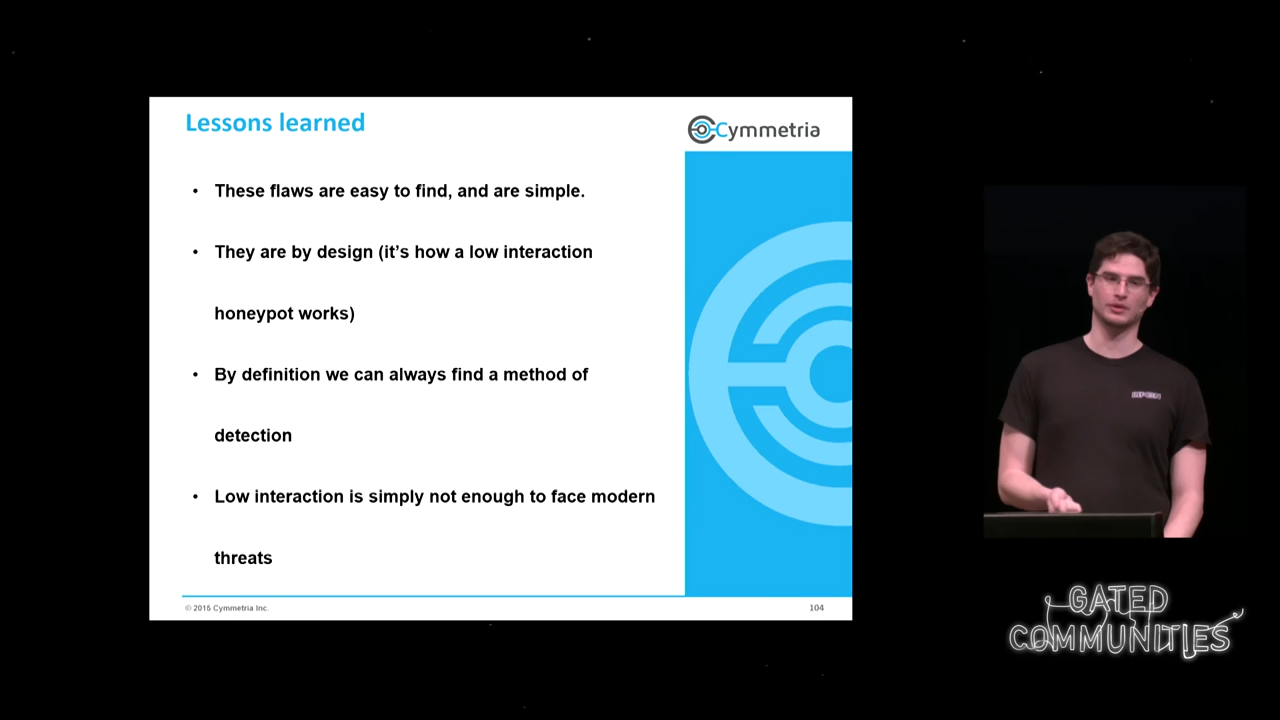 Lessons learned
Cymmetria
• These flaws are easy to find, and are simple.
• They are by design (it’s how a low interaction
honeypot works)
• By definition we can always find a method of
detection
• Low interaction is simply not enough to face modern
threats
© 2015 Cymmetria Inc.
104
GATED
COMMUNITIES